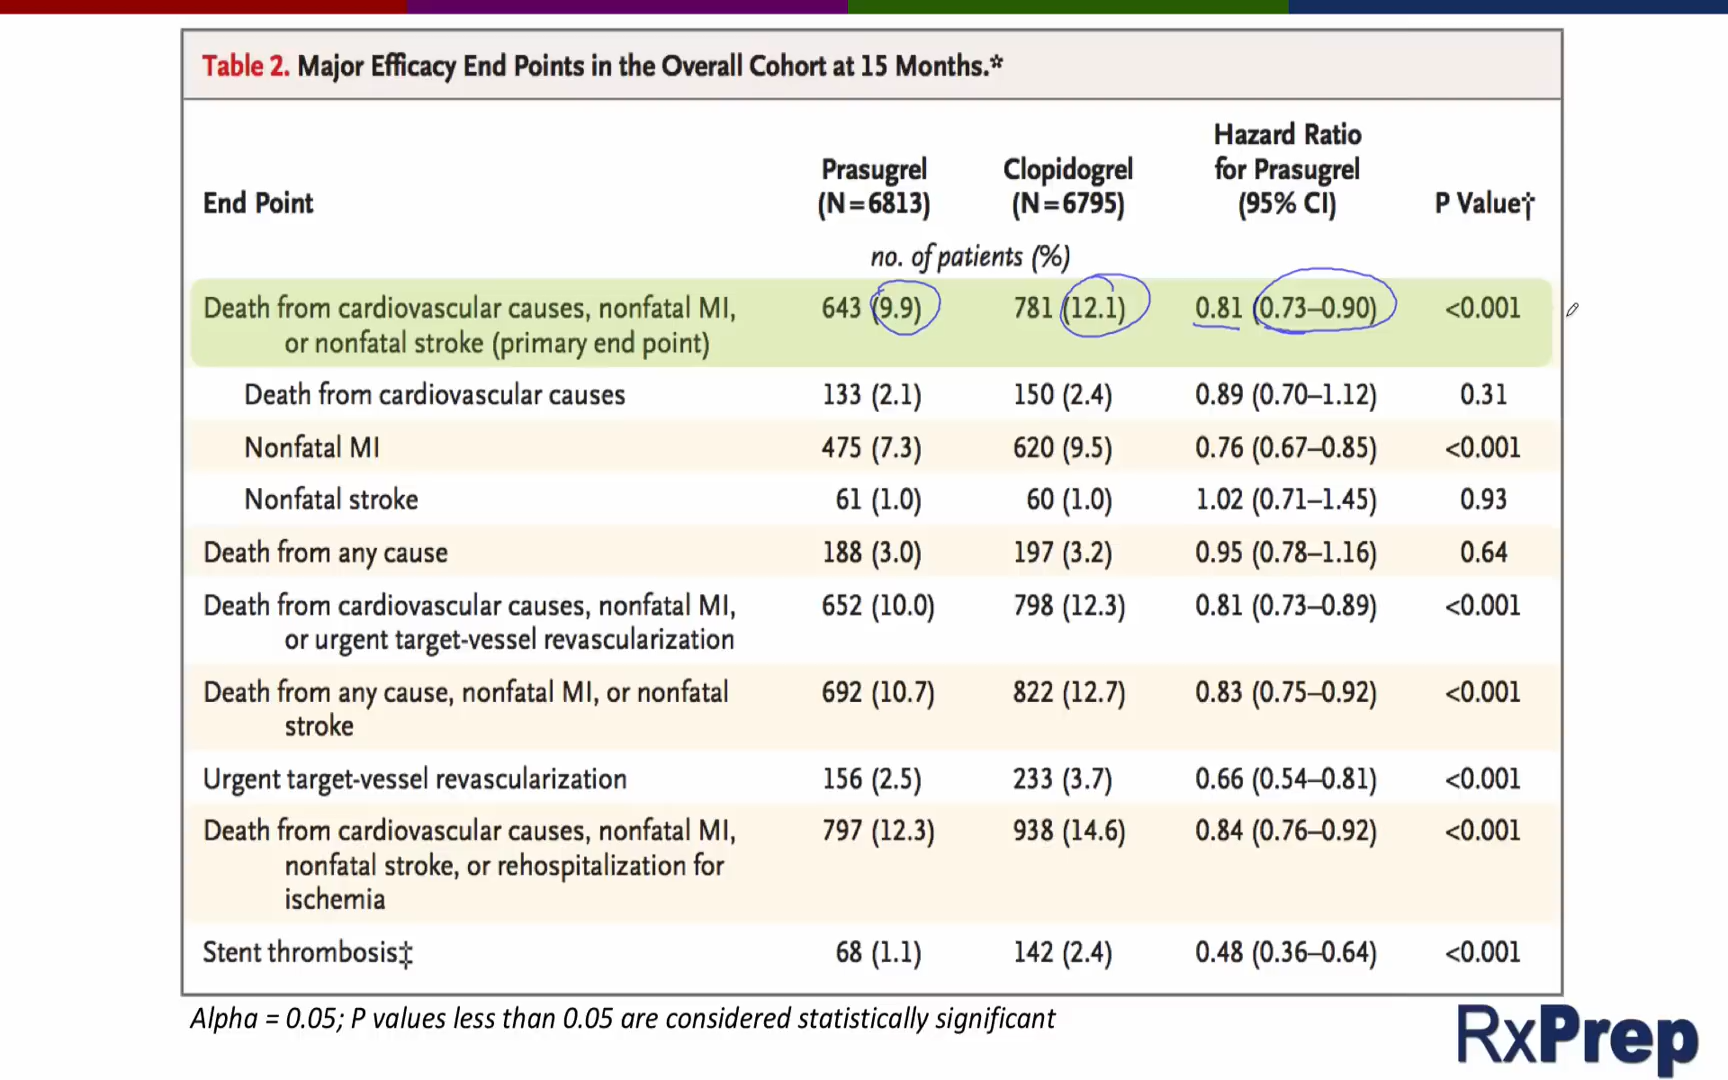 Table 2. Major Efficacy End Points in the Overall Cohort at 15 Months.*
End Point Prasugrel (N=6813) Clopidogrel (N=6795) Hazard Ratio for Prasugrel (95% CI) P Value†
no. of patients (%)
Death from cardiovascular causes, nonfatal MI, 643 (9.9) 781 (12.1) 0.81 (0.73–0.90) <0.001
or nonfatal stroke (primary end point)
Death from cardiovascular causes 133 (2.1) 150 (2.4) 0.89 (0.70–1.12) 0.31
Nonfatal MI 475 (7.3) 620 (9.5) 0.76 (0.67–0.85) <0.001
Nonfatal stroke 61 (1.0) 60 (1.0) 1.02 (0.71–1.45) 0.93
Death from any cause 188 (3.0) 197 (3.2) 0.95 (0.78–1.16) 0.64
Death from cardiovascular causes, nonfatal MI, 652 (10.0) 798 (12.3) 0.81 (0.73–0.89) <0.001
or urgent target-vessel revascularization
Death from any cause, nonfatal MI, or nonfatal 692 (10.7) 822 (12.7) 0.83 (0.75–0.92) <0.001
stroke
Urgent target-vessel revascularization 156 (2.5) 233 (3.7) 0.66 (0.54–0.81) <0.001
Death from cardiovascular causes, nonfatal MI, 797 (12.3) 938 (14.6) 0.84 (0.76–0.92) <0.001
nonfatal stroke, or rehospitalization for
ischemia
Stent thrombosis‡ 68 (1.1) 142 (2.4) 0.48 (0.36–0.64) <0.001
Alpha = 0.05; P values less than 0.05 are considered statistically significant
RxPrep